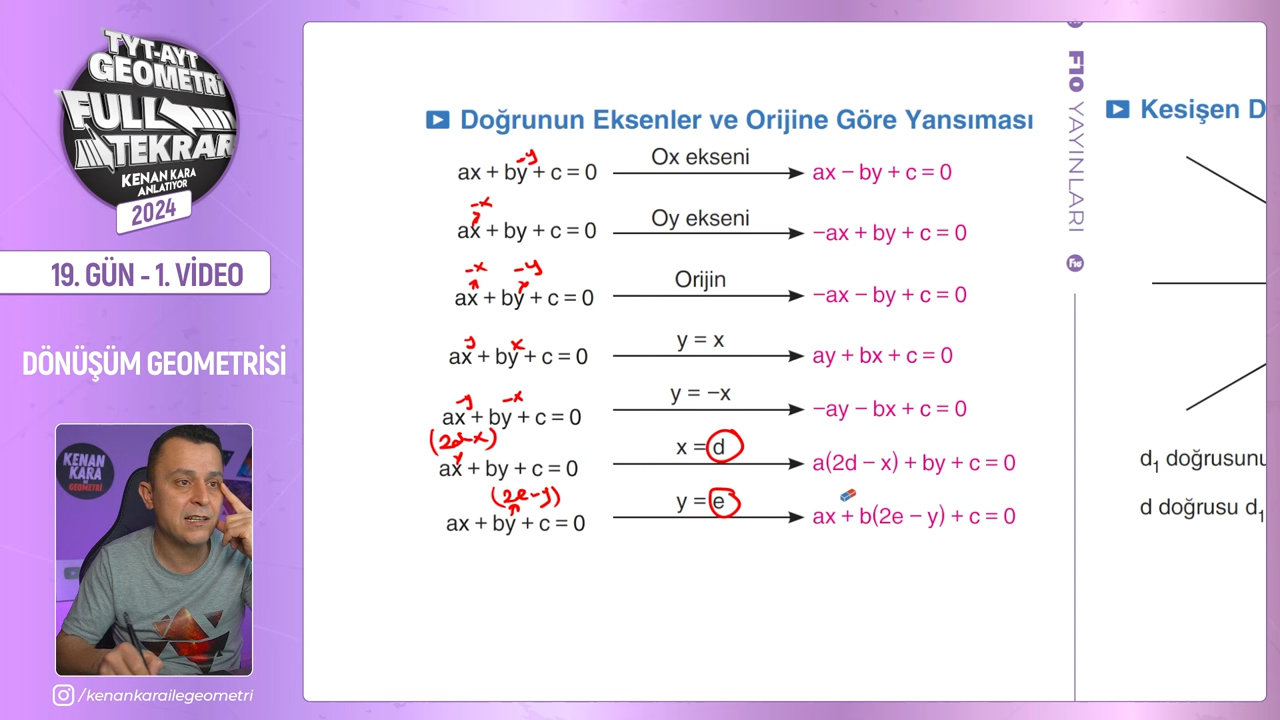 TYT-AYT
GEOMETRİ
FULL
TEKRAR
KENAN KARA
ANLATIYOR
2024
19. GÜN - 1. VİDEO
DÖNÜŞÜM GEOMETRİSİ
KENAN
KARA
GEOMETRİ
/kenankarailegeometri
Doğrunun Eksenler ve Orijine Göre Yansıması
-y
ax + by + c = 0 Ox ekseni ax − by + c = 0
-x
ax + by + c = 0 Oy ekseni −ax + by + c = 0
-x -y
ax + by + c = 0 Orijin −ax − by + c = 0
y x
ax + by + c = 0 y = x ay + bx + c = 0
-y -x
ax + by + c = 0 y = −x −ay − bx + c = 0
(2d-x)
ax + by + c = 0 x = d a(2d − x) + by + c = 0
(2e-y)
ax + by + c = 0 y = e ax + b(2e − y) + c = 0
F10 YAYINLARI
F10
Kesişen D
d₁ doğrusunu
d doğrusu d₁